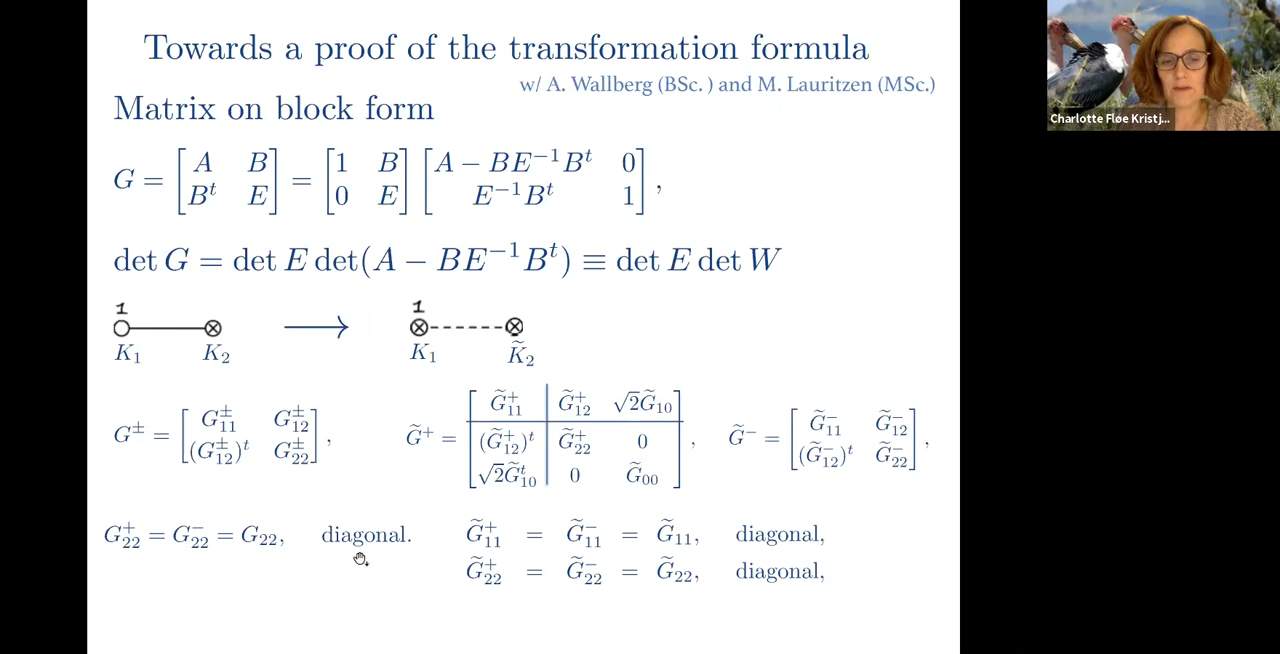 Towards a proof of the transformation formula
w/ A. Wallberg (BSc. ) and M. Lauritzen (MSc.)
Matrix on block form
G = [A B; B^t E] = [1 B; 0 E] [A − BE^{-1}B^t 0; E^{-1}B^t 1],
det G = det E det(A − BE^{-1}B^t) ≡ det E det W
1 1
K_1 K_2 ⟶ K_1 K̃_2
G^± = [G^±_{11} G^±_{12}; (G^±_{12})^t G^±_{22}], G̃^+ = [G̃^+_{11} G̃^+_{12} √2G̃_{10}; (G̃^+_{12})^t G̃^+_{22} 0; √2G̃^t_{10} 0 G̃_{00}], G̃^- = [G̃^-_{11} G̃^-_{12}; (G̃^-_{12})^t G̃^-_{22}],
G^+_{22} = G^-_{22} = G_{22}, diagonal. G̃^+_{11} = G̃^-_{11} = G̃_{11}, diagonal,
G̃^+_{22} = G̃^-_{22} = G̃_{22}, diagonal,
Charlotte Fløe Kristj...